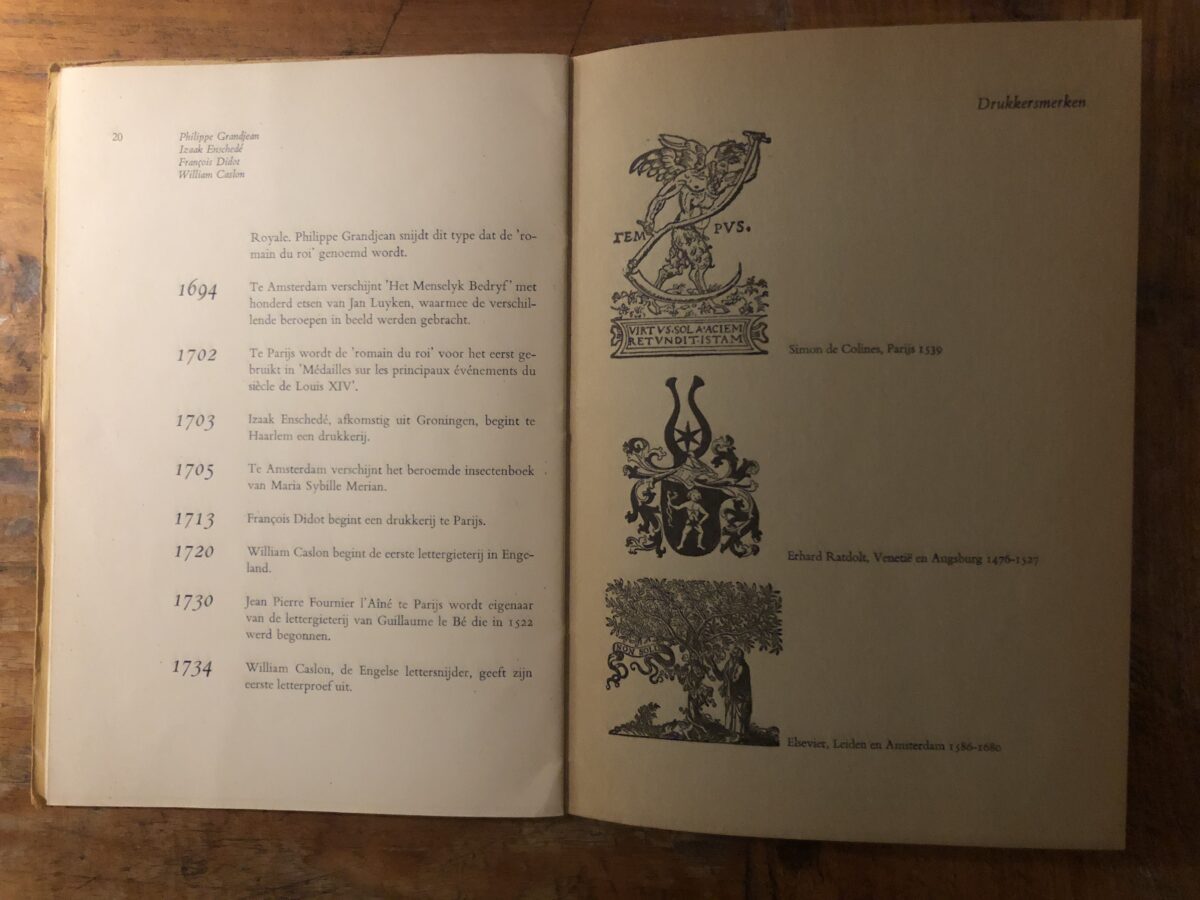 20
Philippe Grandjean
Izaak Enschedé
François Didot
William Caslon
Royale. Philippe Grandjean snijdt dit type dat de 'ro-
main du roi' genoemd wordt.
1694 Te Amsterdam verschijnt 'Het Menselyk Bedryf' met
honderd etsen van Jan Luyken, waarmee de verschil-
lende beroepen in beeld werden gebracht.
1702 Te Parijs wordt de 'romain du roi' voor het eerst ge-
bruikt in 'Médailles sur les principaux événements du
siècle de Louis XIV'.
1703 Izaak Enschedé, afkomstig uit Groningen, begint te
Haarlem een drukkerij.
1705 Te Amsterdam verschijnt het beroemde insectenboek
van Maria Sybille Merian.
1713 François Didot begint een drukkerij te Parijs.
1720 William Caslon begint de eerste lettergieterij in Enge-
land.
1730 Jean Pierre Fournier l'Aîné te Parijs wordt eigenaar
van de lettergieterij van Guillaume le Bé die in 1522
werd begonnen.
1734 William Caslon, de Engelse lettersnijder, geeft zijn
eerste letterproef uit.
Drukkersmerken
TEM PVS.
VIRTVS·SOLA·ACIEM
RETVNDIT·ISTAM
Simon de Colines, Parijs 1539
Erhard Ratdolt, Venetië en Augsburg 1476-1527
NON SOLUS
Elsevier, Leiden en Amsterdam 1586-1680